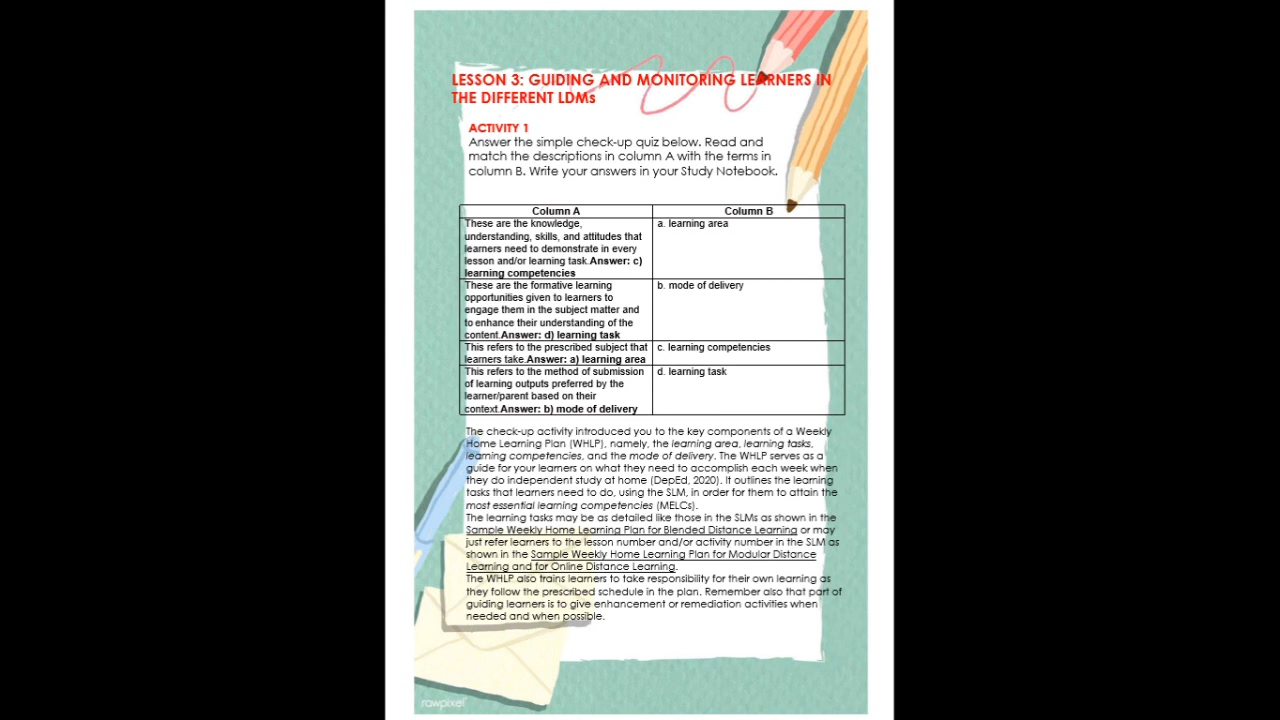 LESSON 3: GUIDING AND MONITORING LEARNERS IN
THE DIFFERENT LDMs
ACTIVITY 1
Answer the simple check-up quiz below. Read and
match the descriptions in column A with the terms in
column B. Write your answers in your Study Notebook.
Column A
Column B
These are the knowledge,
understanding, skills, and attitudes that
learners need to demonstrate in every
lesson and/or learning task.Answer: c)
learning competencies
a. learning area
These are the formative learning
opportunities given to learners to
engage them in the subject matter and
to enhance their understanding of the
content.Answer: d) learning task
b. mode of delivery
This refers to the prescribed subject that
learners take.Answer: a) learning area
c. learning competencies
This refers to the method of submission
of learning outputs preferred by the
learner/parent based on their
context.Answer: b) mode of delivery
d. learning task
The check-up activity introduced you to the key components of a Weekly
Home Learning Plan (WHLP), namely, the learning area, learning tasks,
learning competencies, and the mode of delivery. The WHLP serves as a
guide for your learners on what they need to accomplish each week when
they do independent study at home (DepEd, 2020). It outlines the learning
tasks that learners need to do, using the SLM, in order for them to attain the
most essential learning competencies (MELCs).
The learning tasks may be as detailed like those in the SLMs as shown in the
Sample Weekly Home Learning Plan for Blended Distance Learning or may
just refer learners to the lesson number and/or activity number in the SLM as
shown in the Sample Weekly Home Learning Plan for Modular Distance
Learning and for Online Distance Learning.
The WHLP also trains learners to take responsibility for their own learning as
they follow the prescribed schedule in the plan. Remember also that part of
guiding learners is to give enhancement or remediation activities when
needed and when possible.
rawpixel